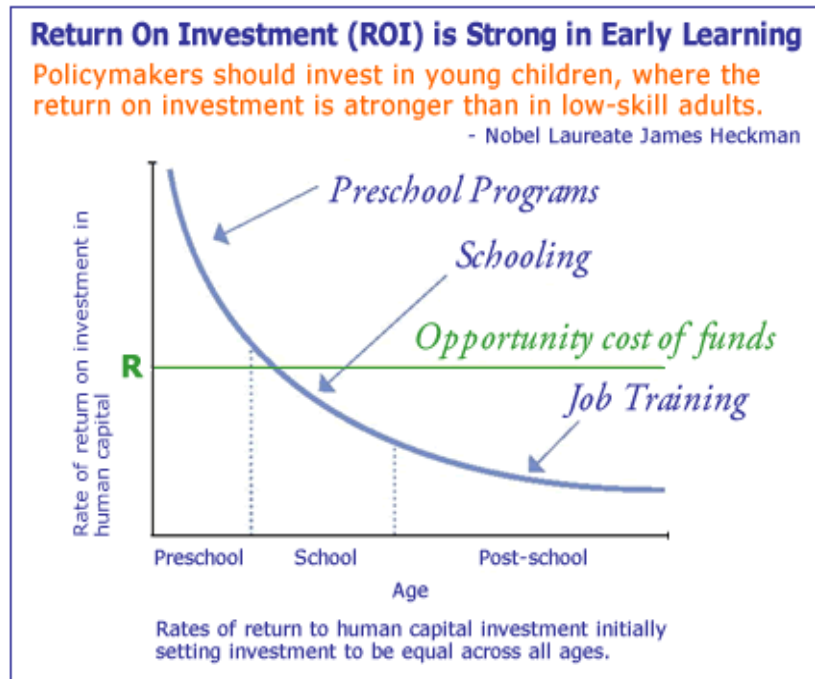 Return On Investment (ROI) is Strong in Early Learning
Policymakers should invest in young children, where the
return on investment is atronger than in low-skill adults.
- Nobel Laureate James Heckman
Preschool Programs
Schooling
Opportunity cost of funds
R
Job Training
Rate of return on investment in
human capital
Preschool
School
Post-school
Age
Rates of return to human capital investment initially
setting investment to be equal across all ages.